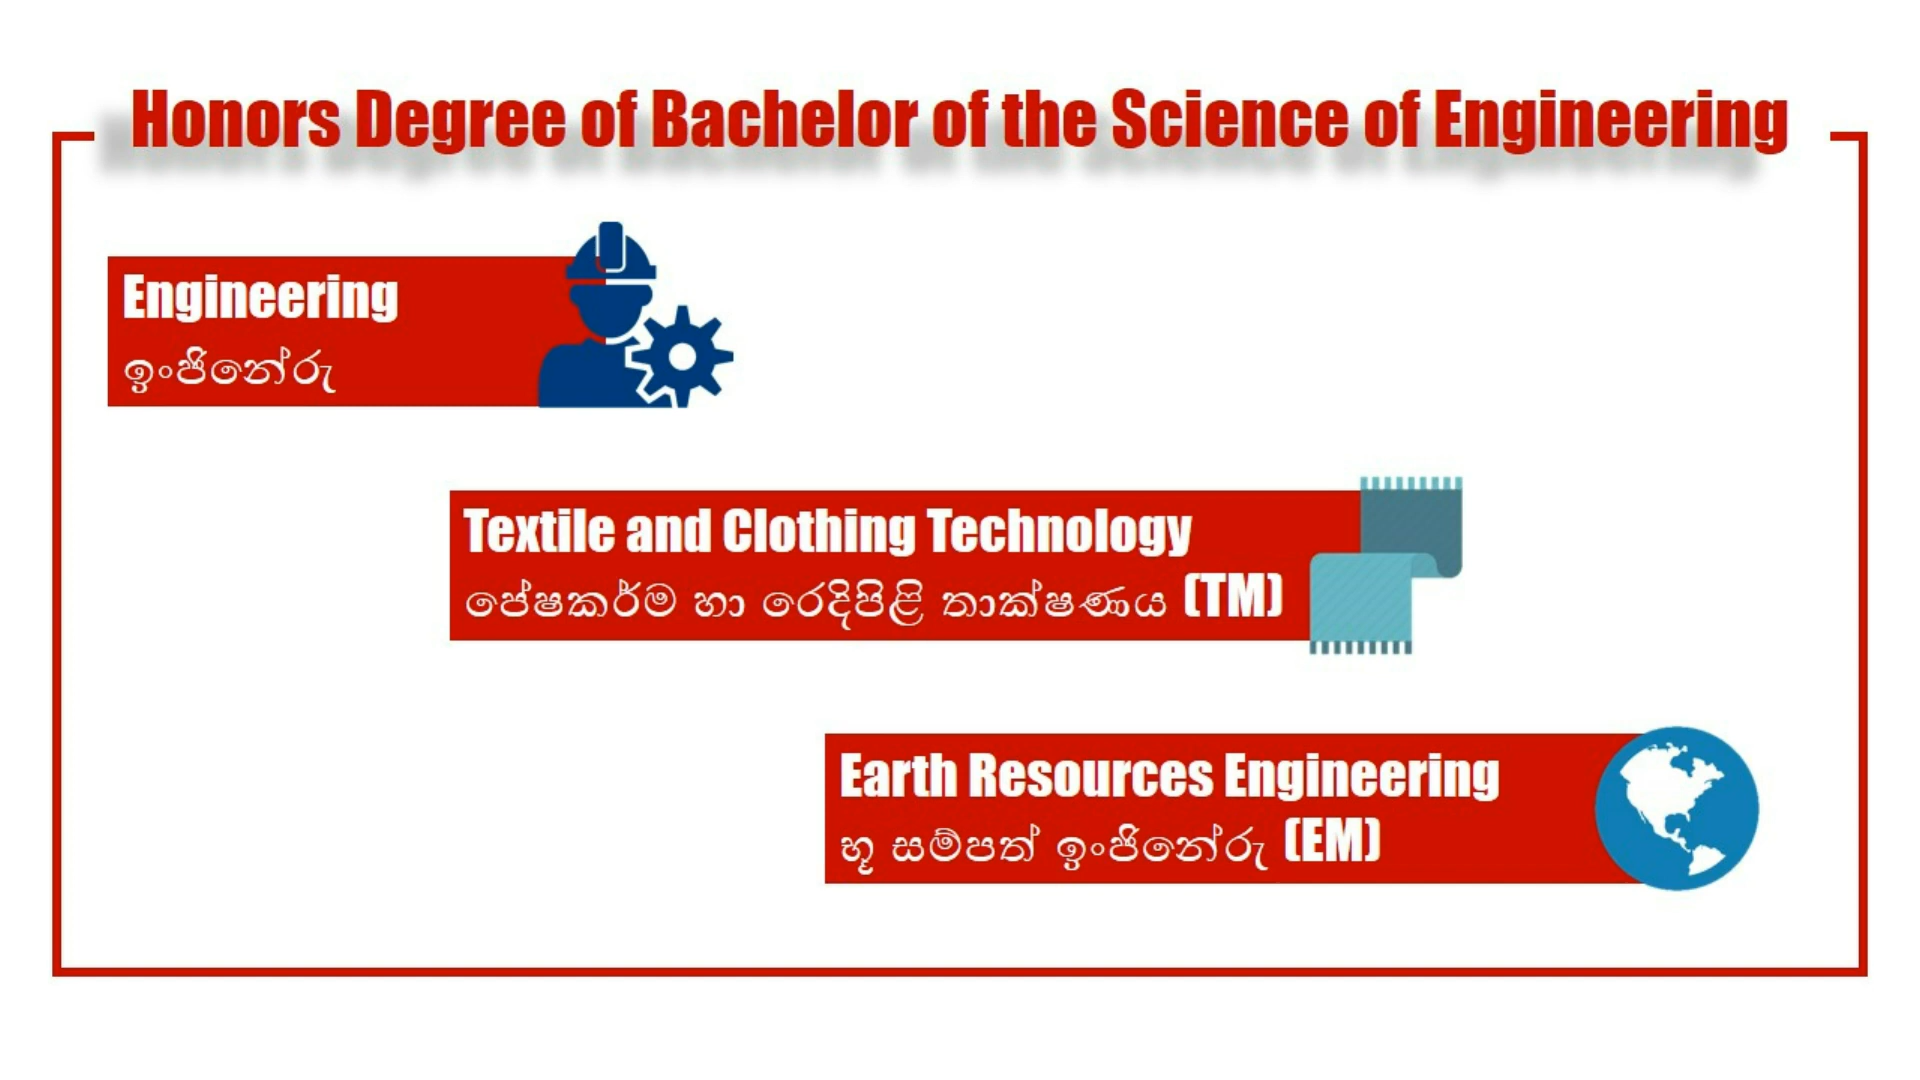 Honors Degree of Bachelor of the Science of Engineering
Engineering
ඉංජිනේරු
Textile and Clothing Technology
පේෂකර්ම හා රෙදිපිළි තාක්ෂණය (TM)
Earth Resources Engineering
භූ සම්පත් ඉංජිනේරු (EM)